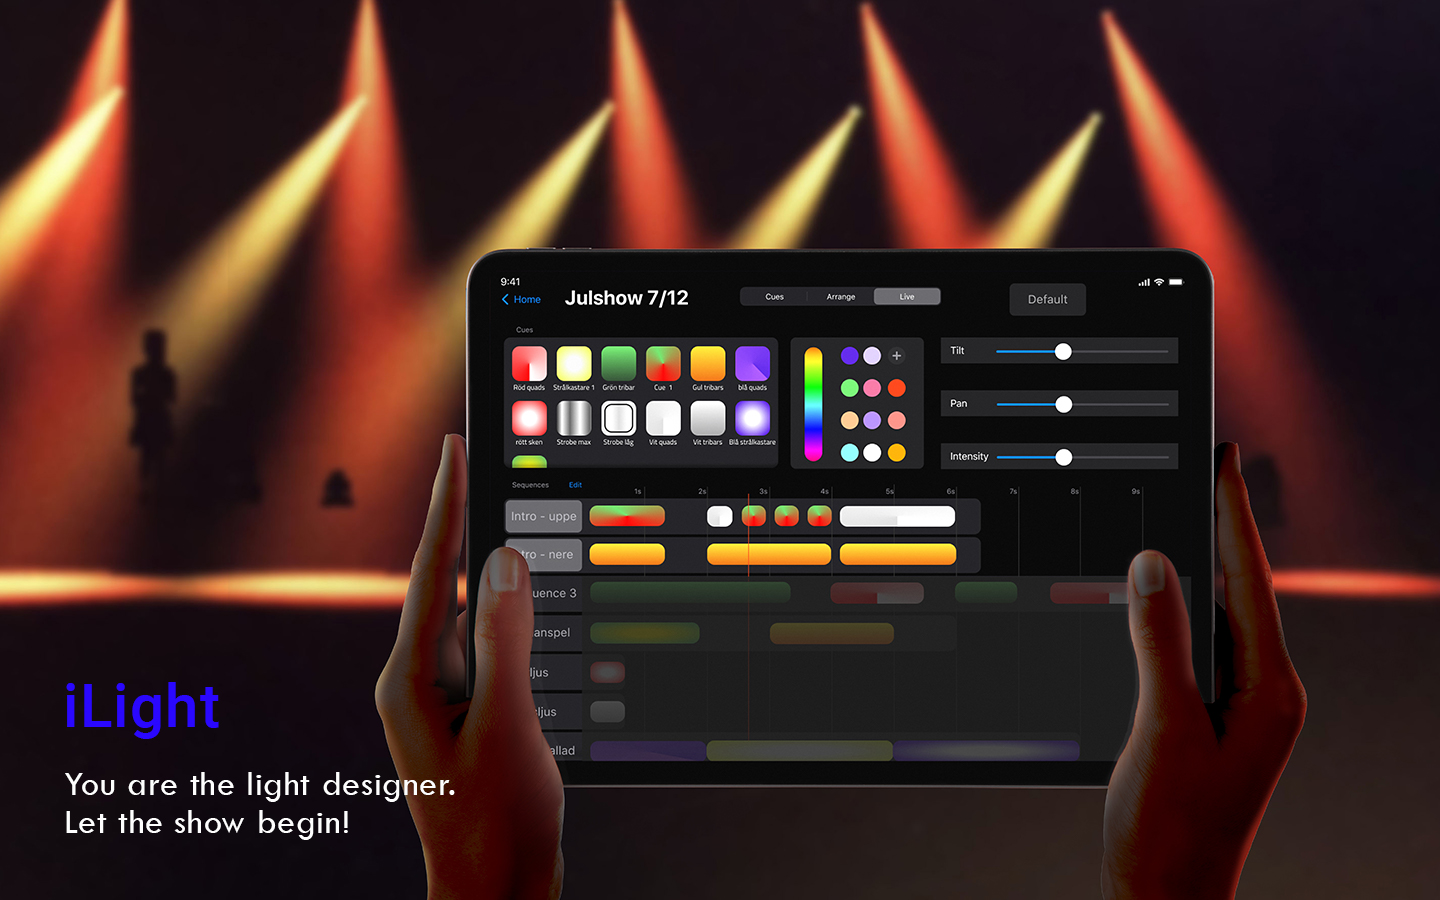 9:41
Home
Julshow 7/12
Cues
Arrange
Live
Default
Cues
Röd quads
Strålkastare 1
Grön tribar
Cue 1
Gul tribars
blå quads
rött sken
Strobe max
Strobe låg
Vit quads
Vit tribars
Blå strålkastare
Tilt
Pan
Intensity
Sequences
Edit
1s
2s
3s
4s
5s
6s
7s
8s
9s
Intro - uppe
tro - nere
uence 3
anspel
ljus
ljus
allad
iLight
You are the light designer.
Let the show begin!